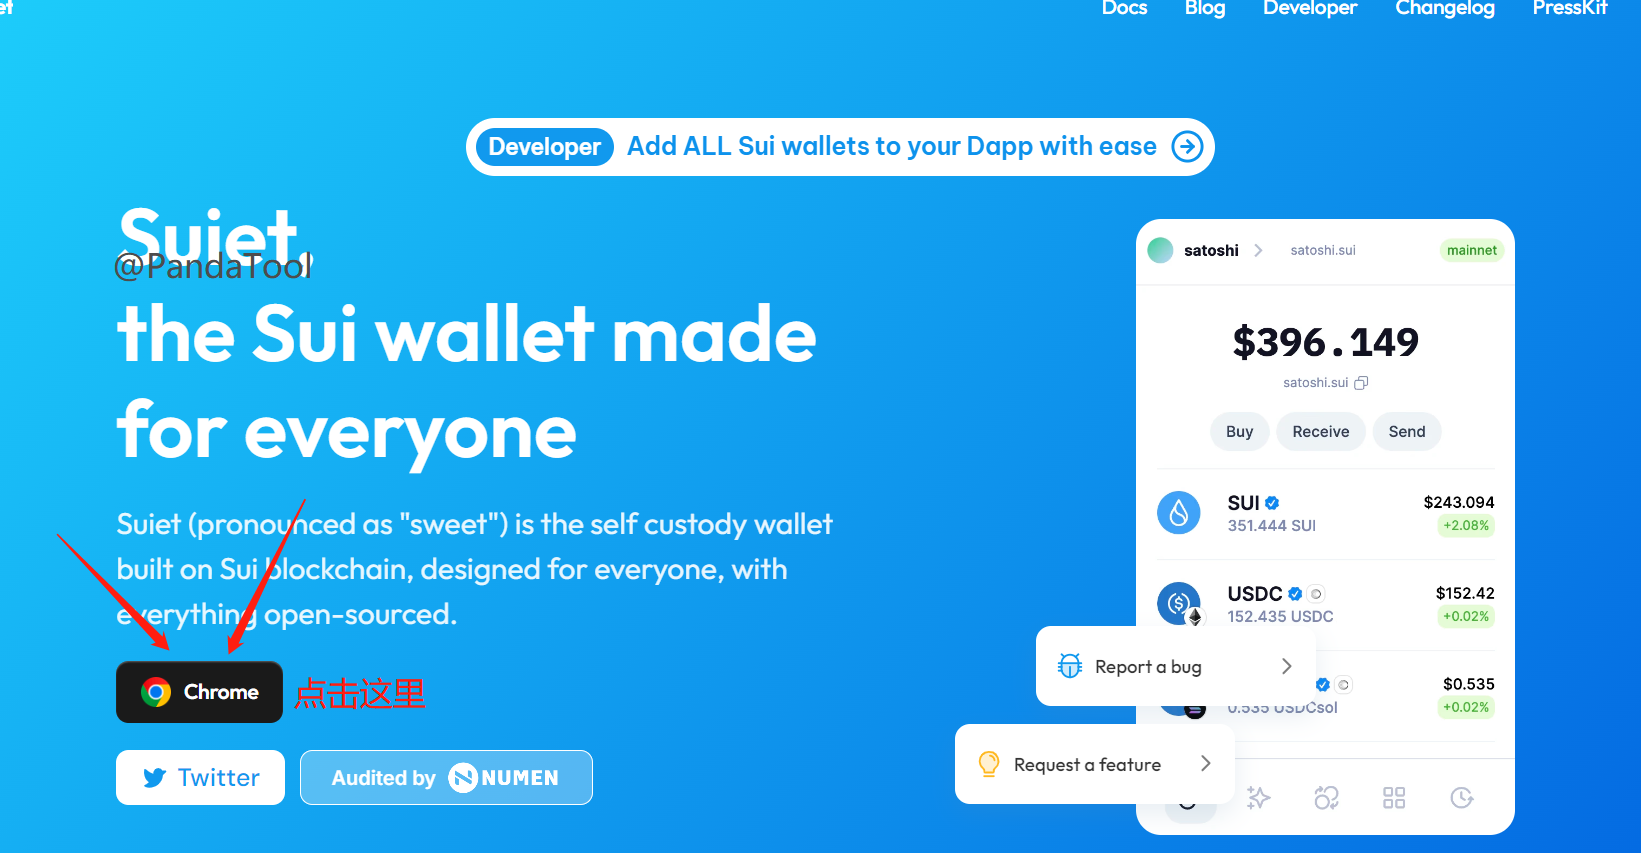 et
Docs Blog Developer Changelog PressKit
Developer Add ALL Sui wallets to your Dapp with ease
Suiet,
@PandaTool
the Sui wallet made
for everyone
Suiet (pronounced as "sweet") is the self custody wallet
built on Sui blockchain, designed for everyone, with
everything open-sourced.
Chrome 点击这里
Twitter Audited by NUMEN
satoshi satoshi.sui mainnet
$396.149
satoshi.sui
Buy Receive Send
SUI $243.094
351.444 SUI +2.08%
USDC $152.42
152.435 USDC +0.02%
Report a bug
$0.535
0.535 USDCsol +0.02%
Request a feature